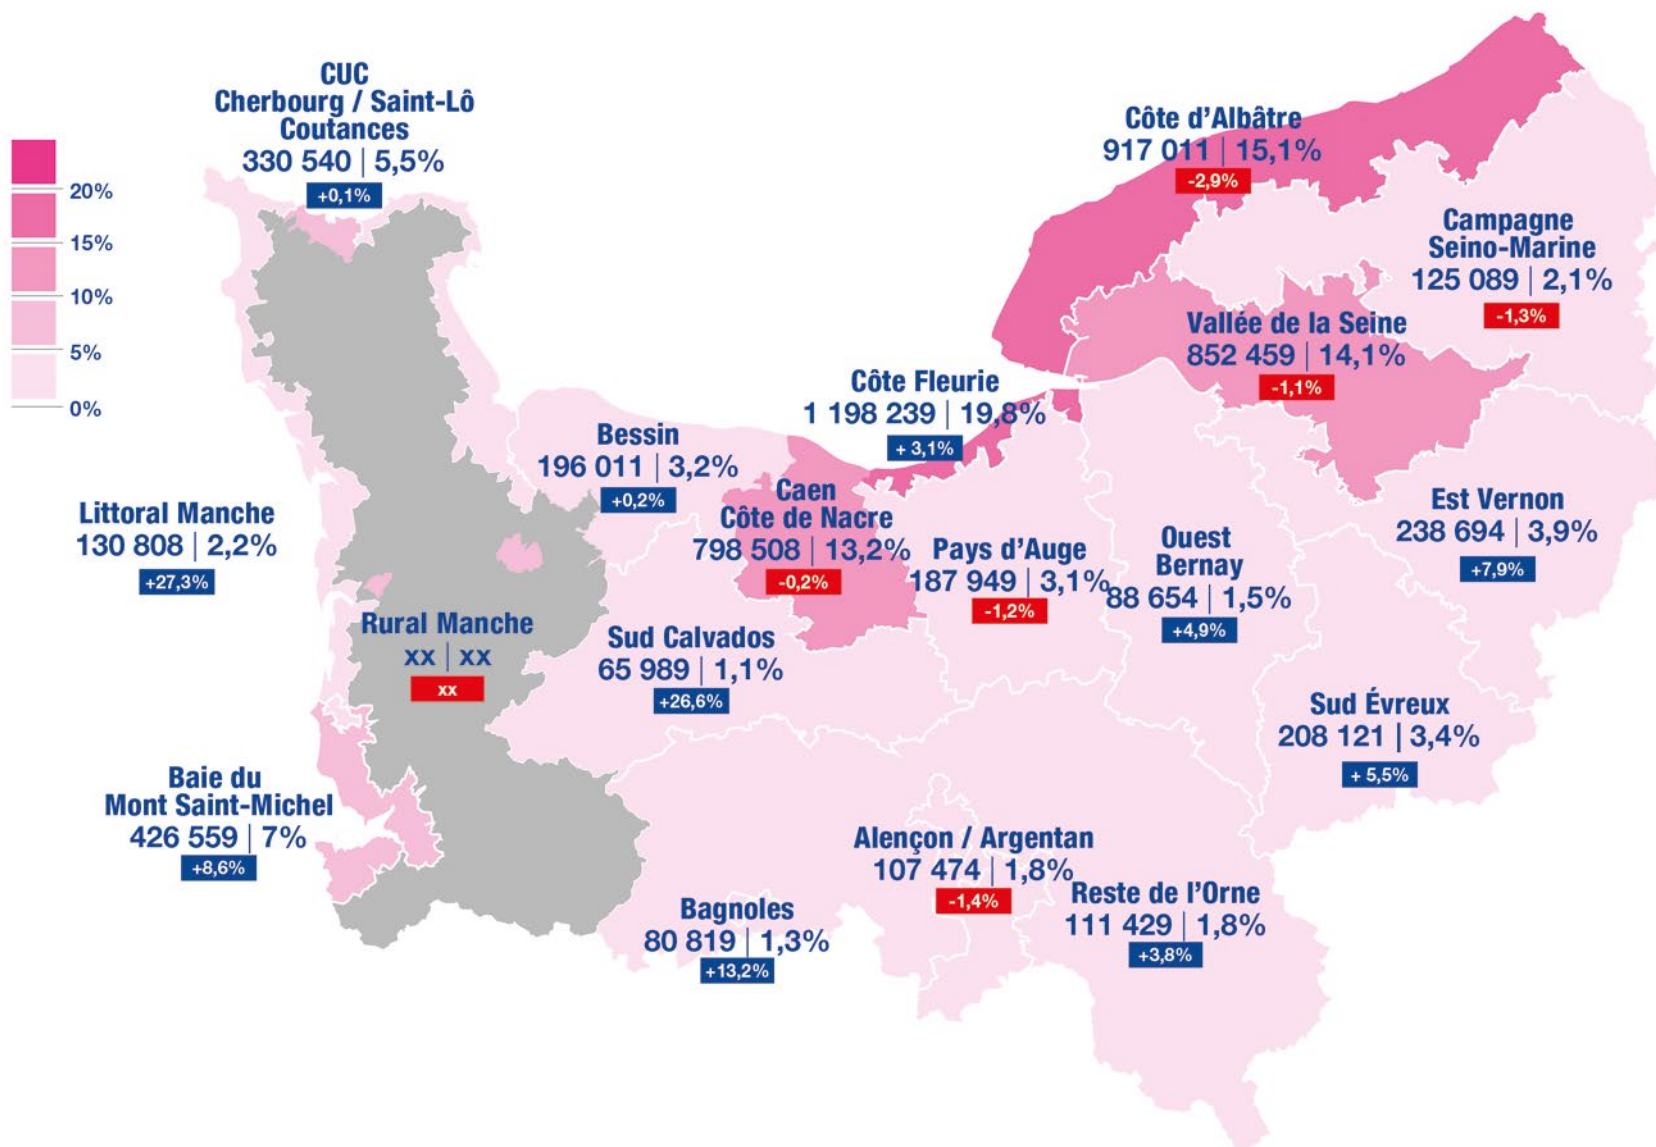 CUC
Cherbourg / Saint-Lô
Coutances
330 540 | 5,5%
+0,1%
20%
15%
10%
5%
0%
Côte d'Albâtre
917 011 | 15,1%
-2,9%
Campagne
Seino-Marine
125 089 | 2,1%
-1,3%
Vallée de la Seine
852 459 | 14,1%
-1,1%
Côte Fleurie
1 198 239 | 19,8%
+ 3,1%
Bessin
196 011 | 3,2%
+0,2%
Caen
Côte de Nacre
798 508 | 13,2%
-0,2%
Littoral Manche
130 808 | 2,2%
+27,3%
Pays d'Auge
187 949 | 3,1%
-1,2%
Ouest
Bernay
88 654 | 1,5%
+4,9%
Est Vernon
238 694 | 3,9%
+7,9%
Rural Manche
xx | xx
xx
Sud Calvados
65 989 | 1,1%
+26,6%
Sud Évreux
208 121 | 3,4%
+ 5,5%
Baie du
Mont Saint-Michel
426 559 | 7%
+8,6%
Alençon / Argentan
107 474 | 1,8%
-1,4%
Bagnoles
80 819 | 1,3%
+13,2%
Reste de l'Orne
111 429 | 1,8%
+3,8%